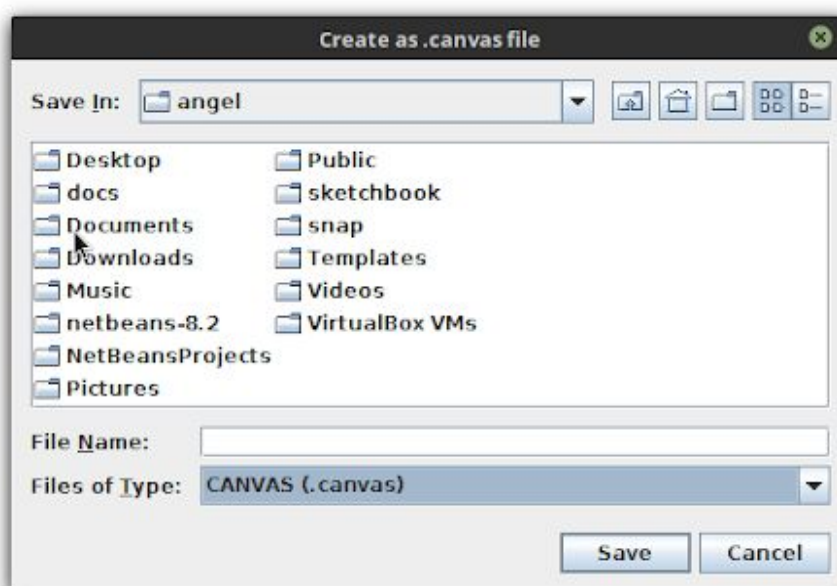 Create as .canvas file
Save In: angel
Desktop
docs
Documents
Downloads
Music
netbeans-8.2
NetBeansProjects
Pictures
Public
sketchbook
snap
Templates
Videos
VirtualBox VMs
File Name:
Files of Type: CANVAS (.canvas)
Save Cancel